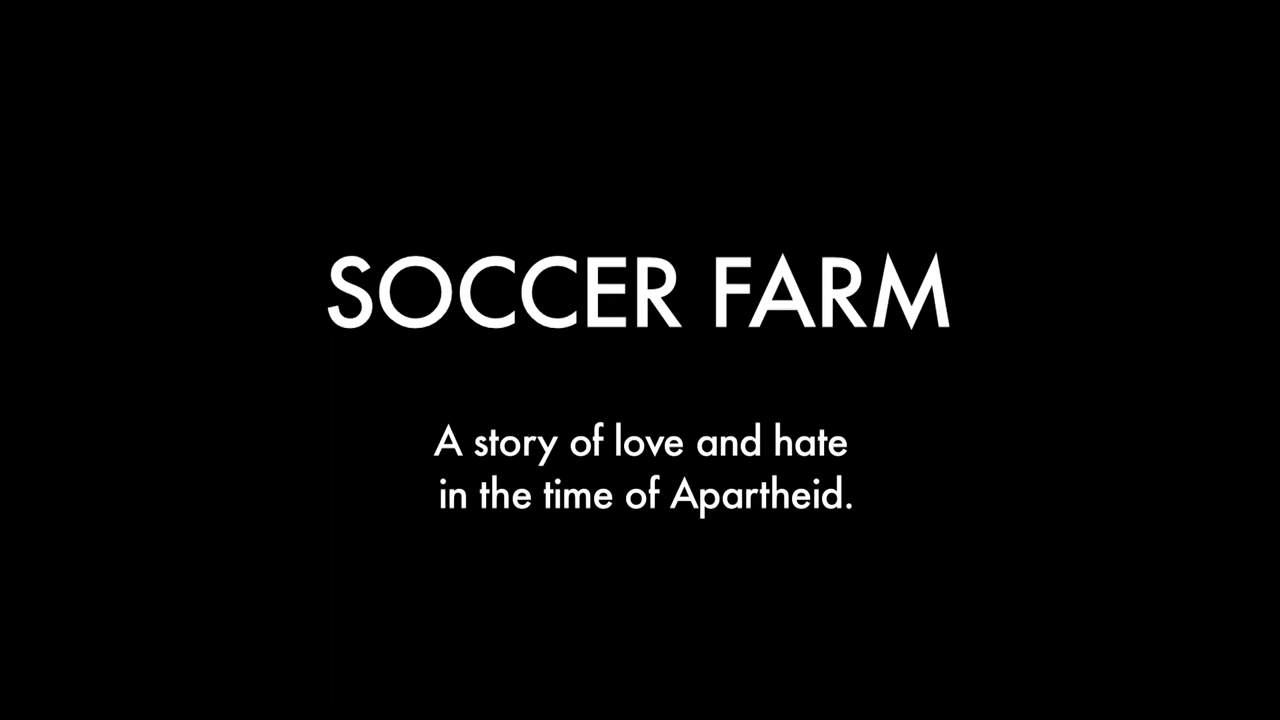 SOCCER FARM
A story of love and hate
in the time of Apartheid.